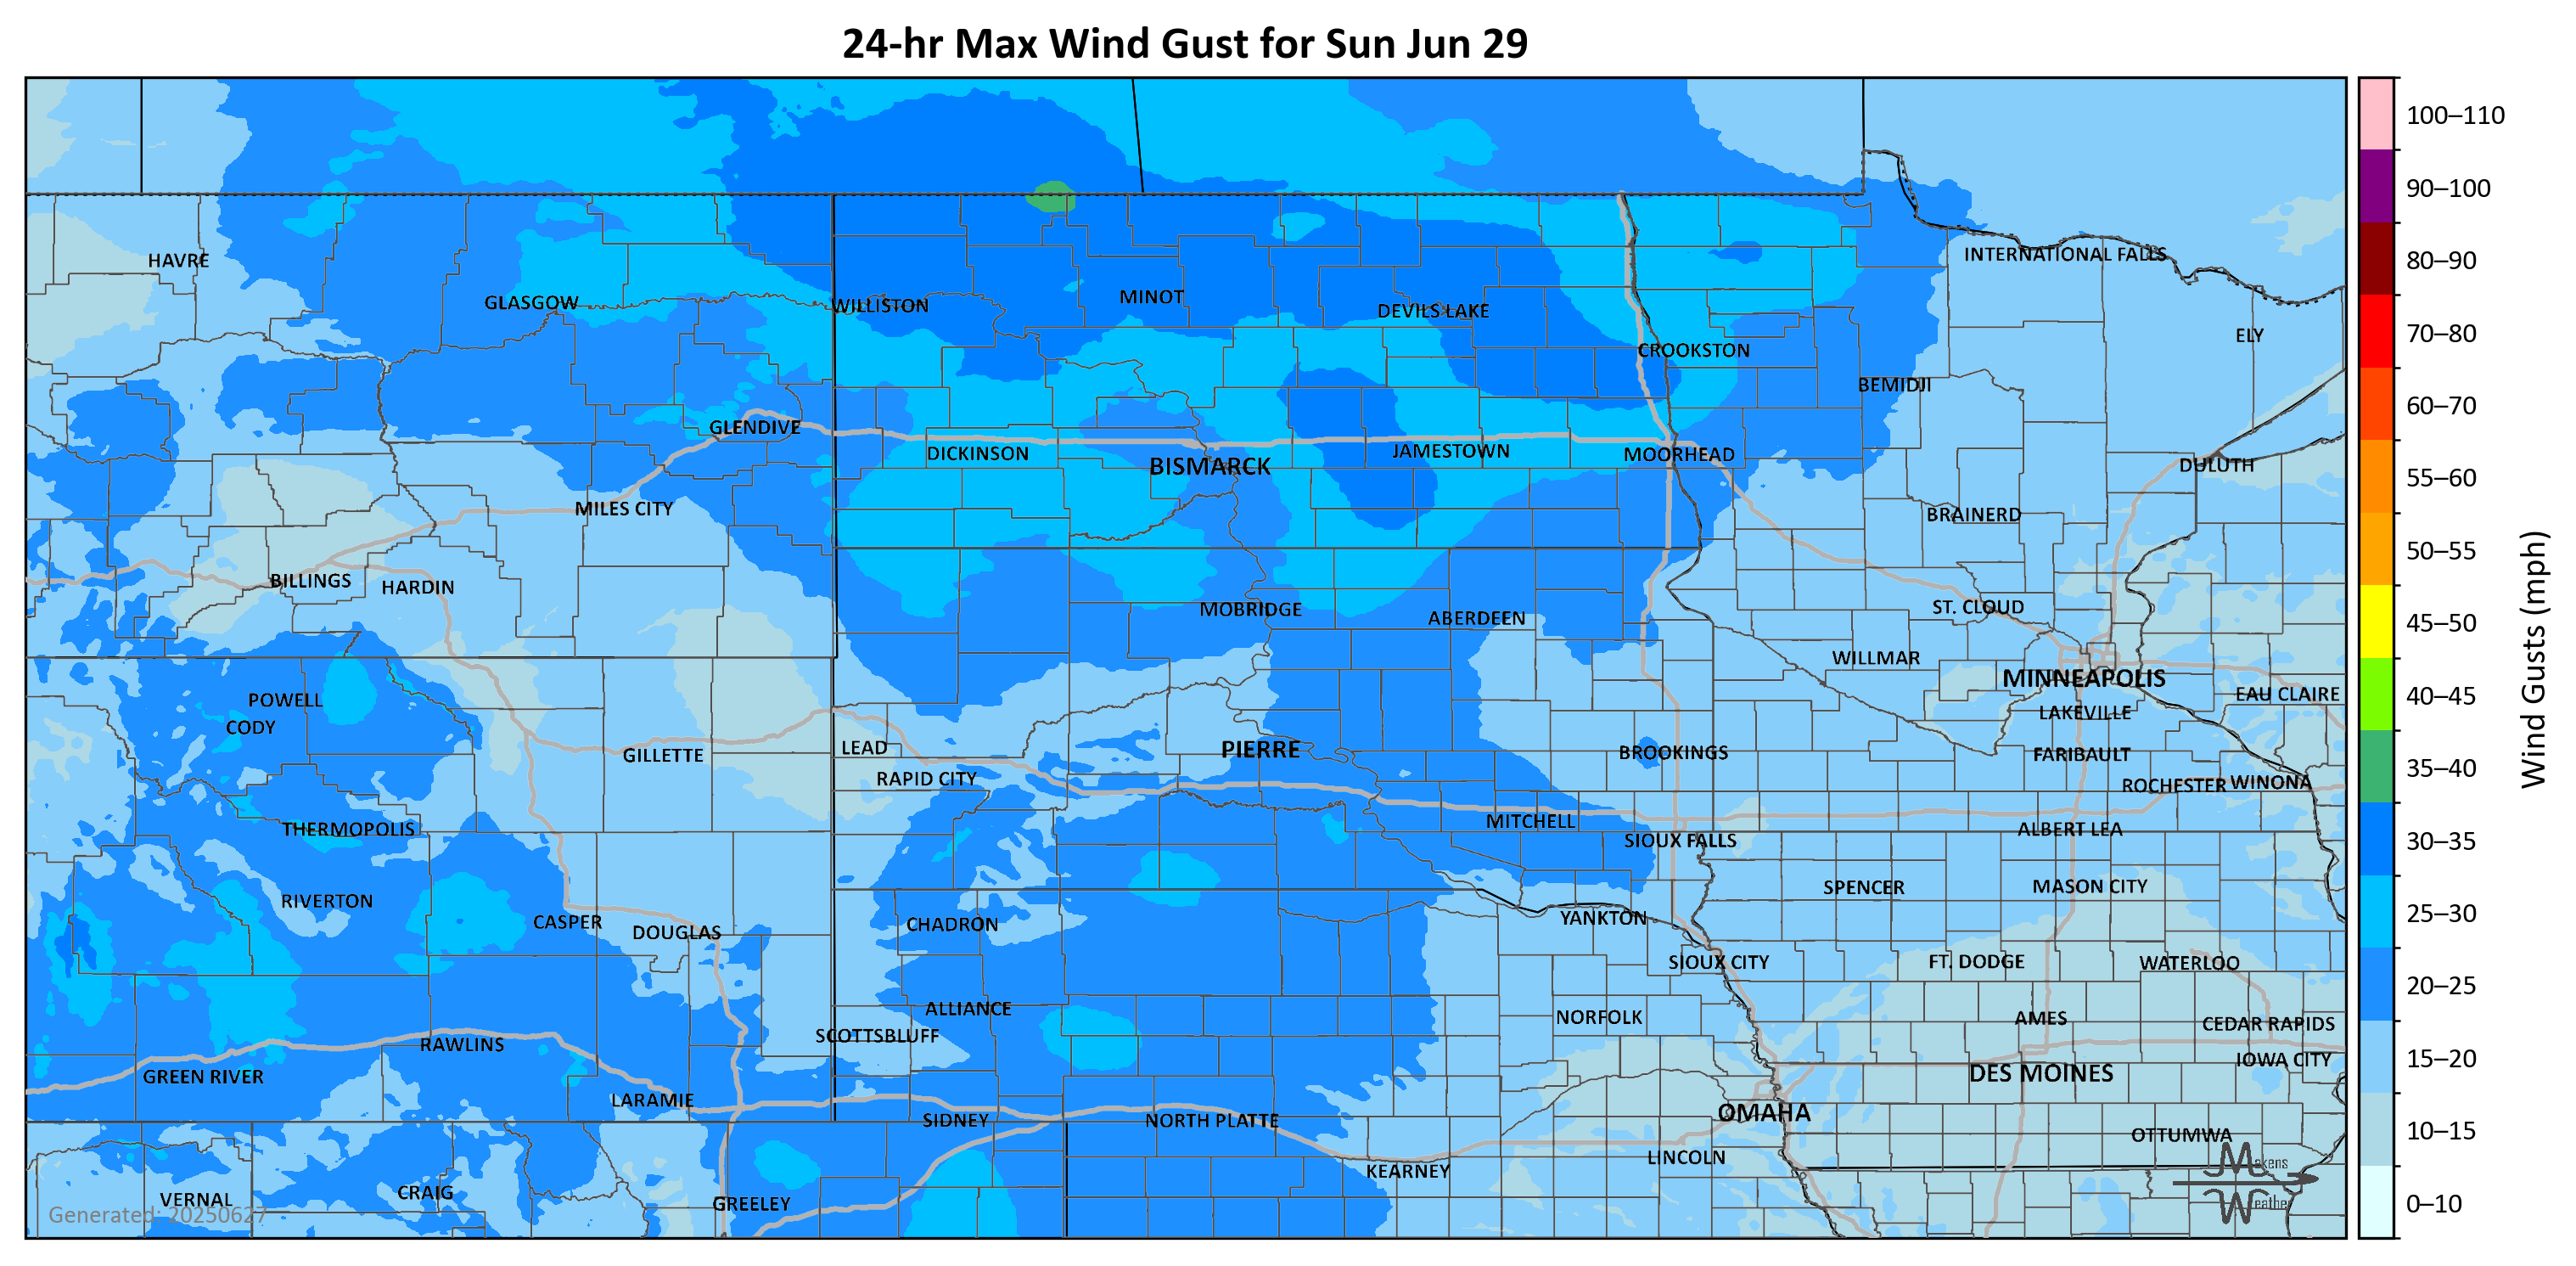 24-hr Max Wind Gust for Sun Jun 29
100–110
90–100
80–90
70–80
60–70
55–60
50–55
45–50
40–45
35–40
30–35
25–30
20–25
15–20
10–15
0–10
Wind Gusts (mph)
HAVRE
INTERNATIONAL FALLS
GLASGOW
WILLISTON
MINOT
DEVILS LAKE
ELY
CROOKSTON
BEMIDJI
GLENDIVE
DICKINSON
BISMARCK
JAMESTOWN
MOORHEAD
DULUTH
MILES CITY
BRAINERD
BILLINGS
HARDIN
MOBRIDGE
ABERDEEN
ST. CLOUD
WILLMAR
MINNEAPOLIS
EAU CLAIRE
POWELL
CODY
LAKEVILLE
GILLETTE
LEAD
PIERRE
BROOKINGS
FARIBAULT
RAPID CITY
ROCHESTER
WINONA
THERMOPOLIS
MITCHELL
SIOUX FALLS
ALBERT LEA
RIVERTON
SPENCER
MASON CITY
CASPER
DOUGLAS
CHADRON
YANKTON
SIOUX CITY
FT. DODGE
WATERLOO
ALLIANCE
NORFOLK
AMES
CEDAR RAPIDS
SCOTTSBLUFF
RAWLINS
IOWA CITY
GREEN RIVER
DES MOINES
LARAMIE
SIDNEY
NORTH PLATTE
OMAHA
OTTUMWA
LINCOLN
KEARNEY
VERNAL
CRAIG
GREELEY
Generated: 20250627
Makens
Weather